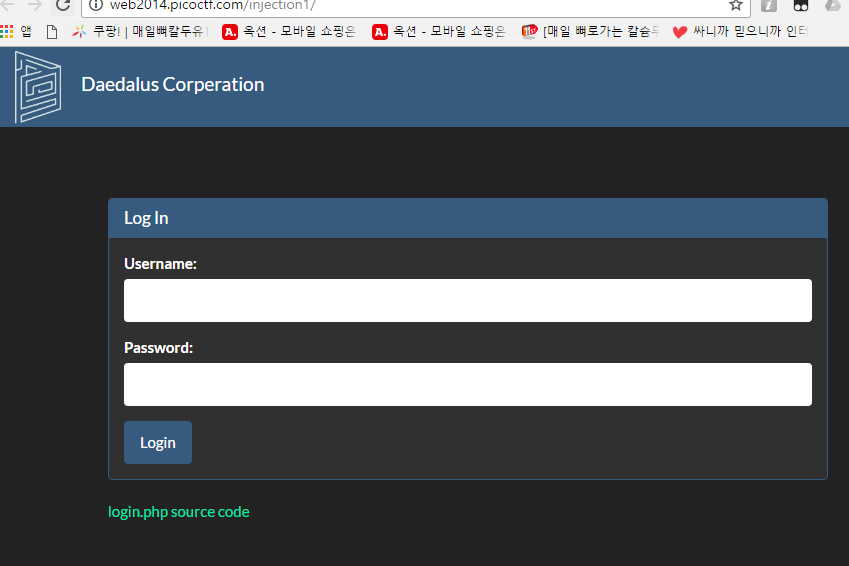 web2014.picoctf.com/injection1/
앱 쿠팡! | 매일뼈칼두유1 옥션 - 모바일 쇼핑은 옥션 - 모바일 쇼핑은 [매일 뼈로가는 칼슘두 싸니까 믿으니까 인터
Daedalus Corperation
Log In
Username:
Password:
Login
login.php source code